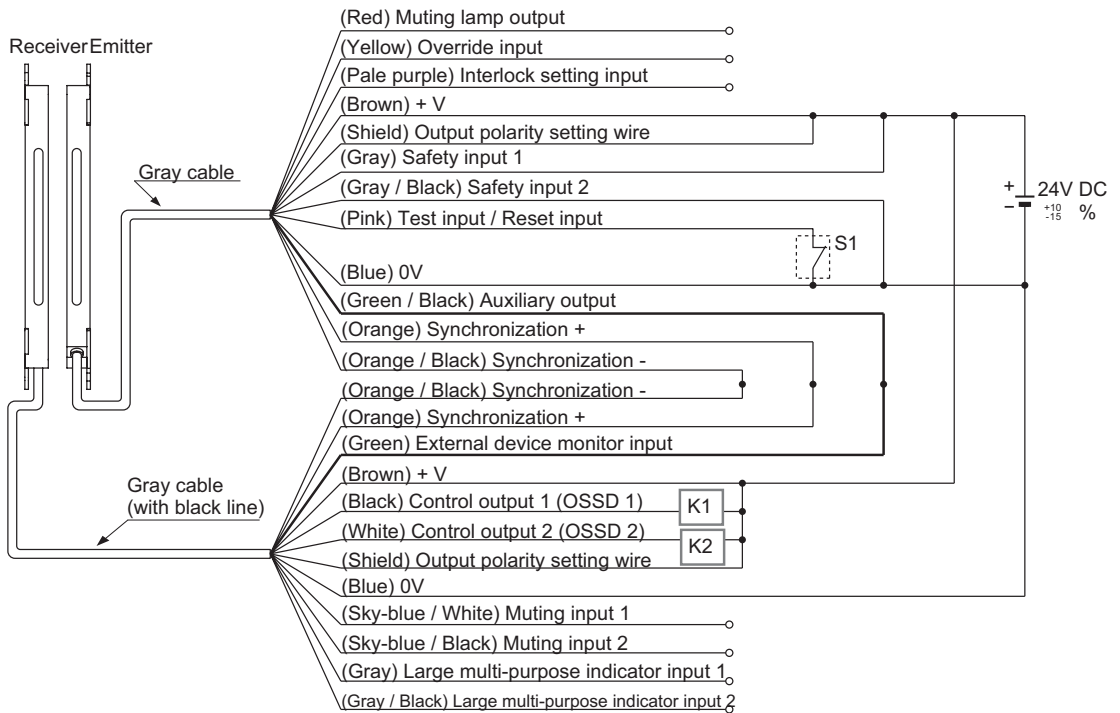 (Red) Muting lamp output
Receiver Emitter
(Yellow) Override input
(Pale purple) Interlock setting input
(Brown) + V
(Shield) Output polarity setting wire
(Gray) Safety input 1
Gray cable
(Gray / Black) Safety input 2
+ 24V DC
- +10 -15 %
(Pink) Test input / Reset input
S1
(Blue) 0V
(Green / Black) Auxiliary output
(Orange) Synchronization +
(Orange / Black) Synchronization -
(Orange / Black) Synchronization -
(Orange) Synchronization +
(Green) External device monitor input
(Brown) + V
Gray cable
(with black line)
(Black) Control output 1 (OSSD 1)
K1
(White) Control output 2 (OSSD 2)
K2
(Shield) Output polarity setting wire
(Blue) 0V
(Sky-blue / White) Muting input 1
(Sky-blue / Black) Muting input 2
(Gray) Large multi-purpose indicator input 1
(Gray / Black) Large multi-purpose indicator input 2